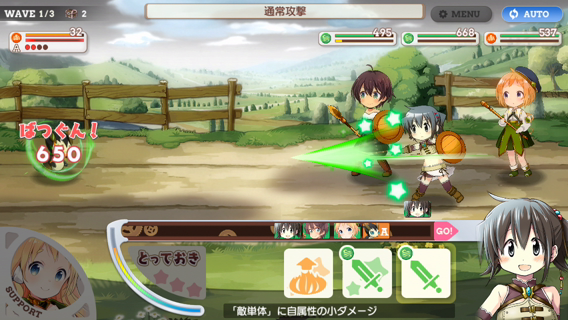 WAVE 1/3 2
通常攻撃
MENU
AUTO
32
A
495
668
537
ばつぐん!
650
A
GO!
とっておき
SUPPORT
「敵単体」に自属性の小ダメージ